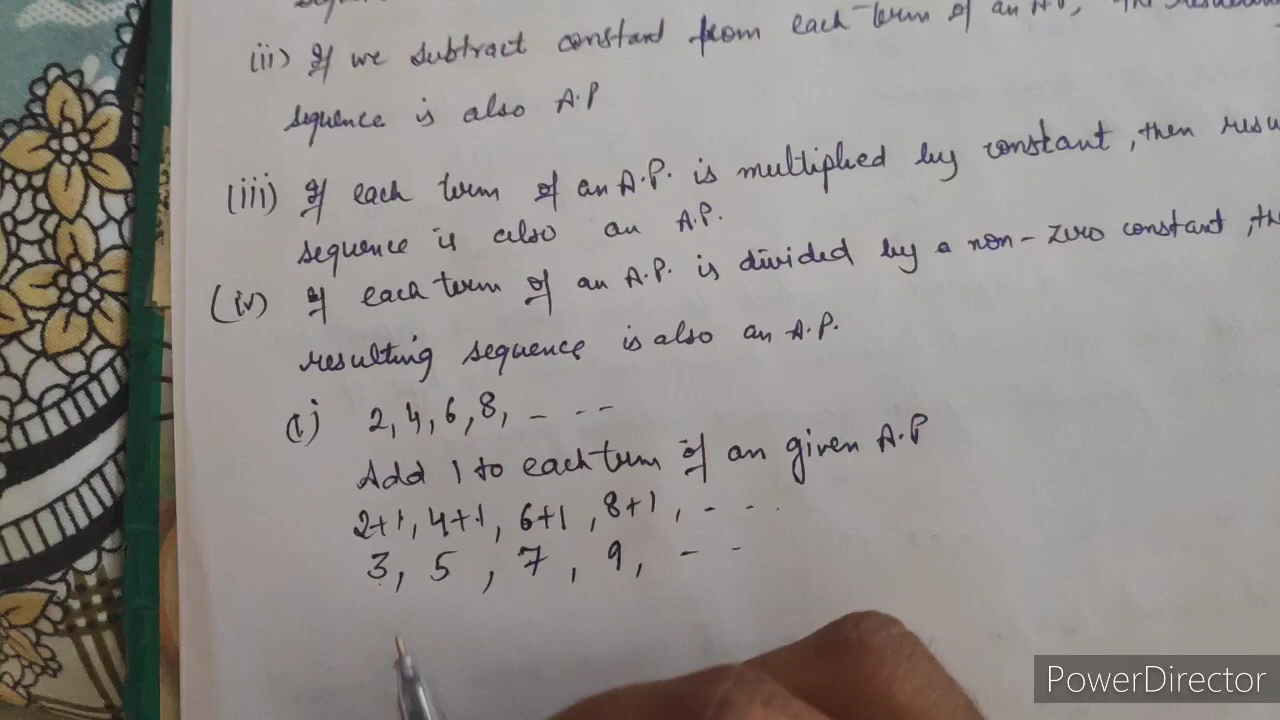 (ii) If we subtract constant from each term of an A.P,
sequence is also A.P
(iii) If each term of an A.P. is multiplied by constant, then
sequence is also an A.P.
(iv) If each term of an A.P. is divided by a non-zero constant,
resulting sequence is also an A.P.
(i) 2, 4, 6, 8, - - -
Add 1 to each term of an given A.P
2+1, 4+1, 6+1, 8+1, - - -
3, 5, 7, 9, - -
PowerDirector